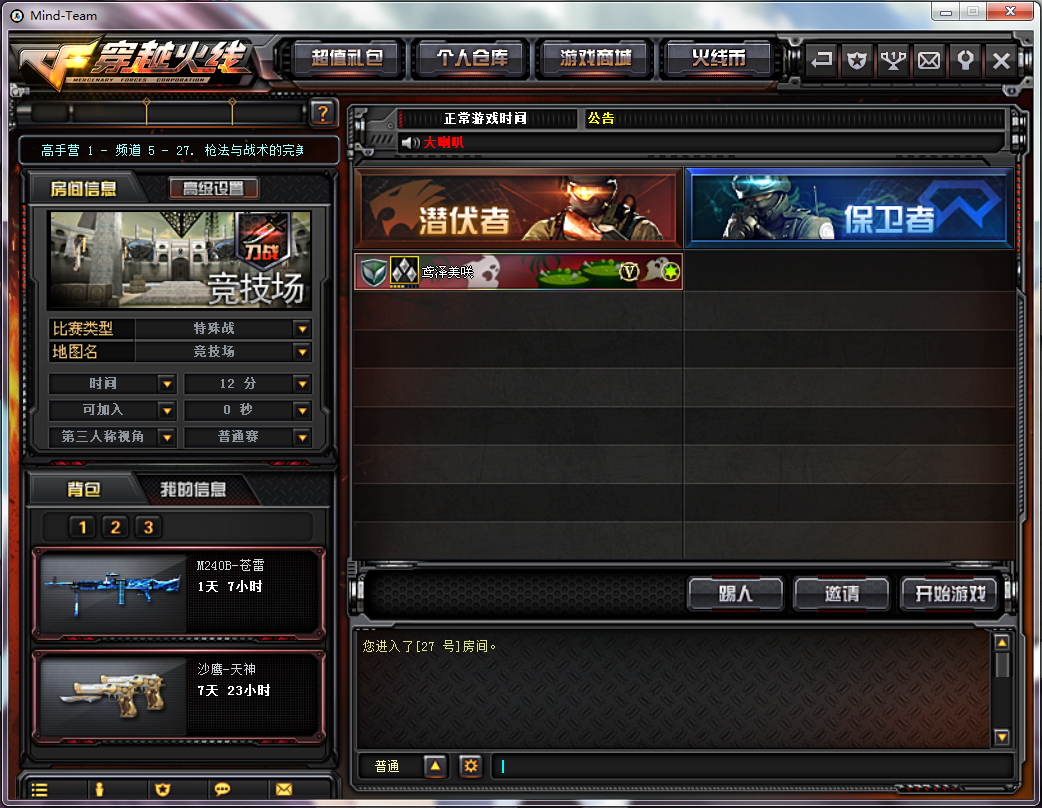 Mind-Team
CF 穿越火线
MERCENARY FORCES CORPORATION
超值礼包
个人仓库
游戏商城
火线币
?
正常游戏时间
公告
大喇叭
高手营 1 - 频道 5 - 27. 枪法与战术的完美
房间信息
高级设置
潜伏者
保卫者
刀战
竞技场
鸢泽美咲
V
比赛类型 特殊战
地图名 竞技场
时间 12 分
可加入 0 秒
第三人称视角 普通赛
背包
我的信息
1 2 3
M240B-苍雷
1天 7小时
踢人
邀请
开始游戏
您进入了[27 号]房间。
沙鹰-天神
7天 23小时
普通